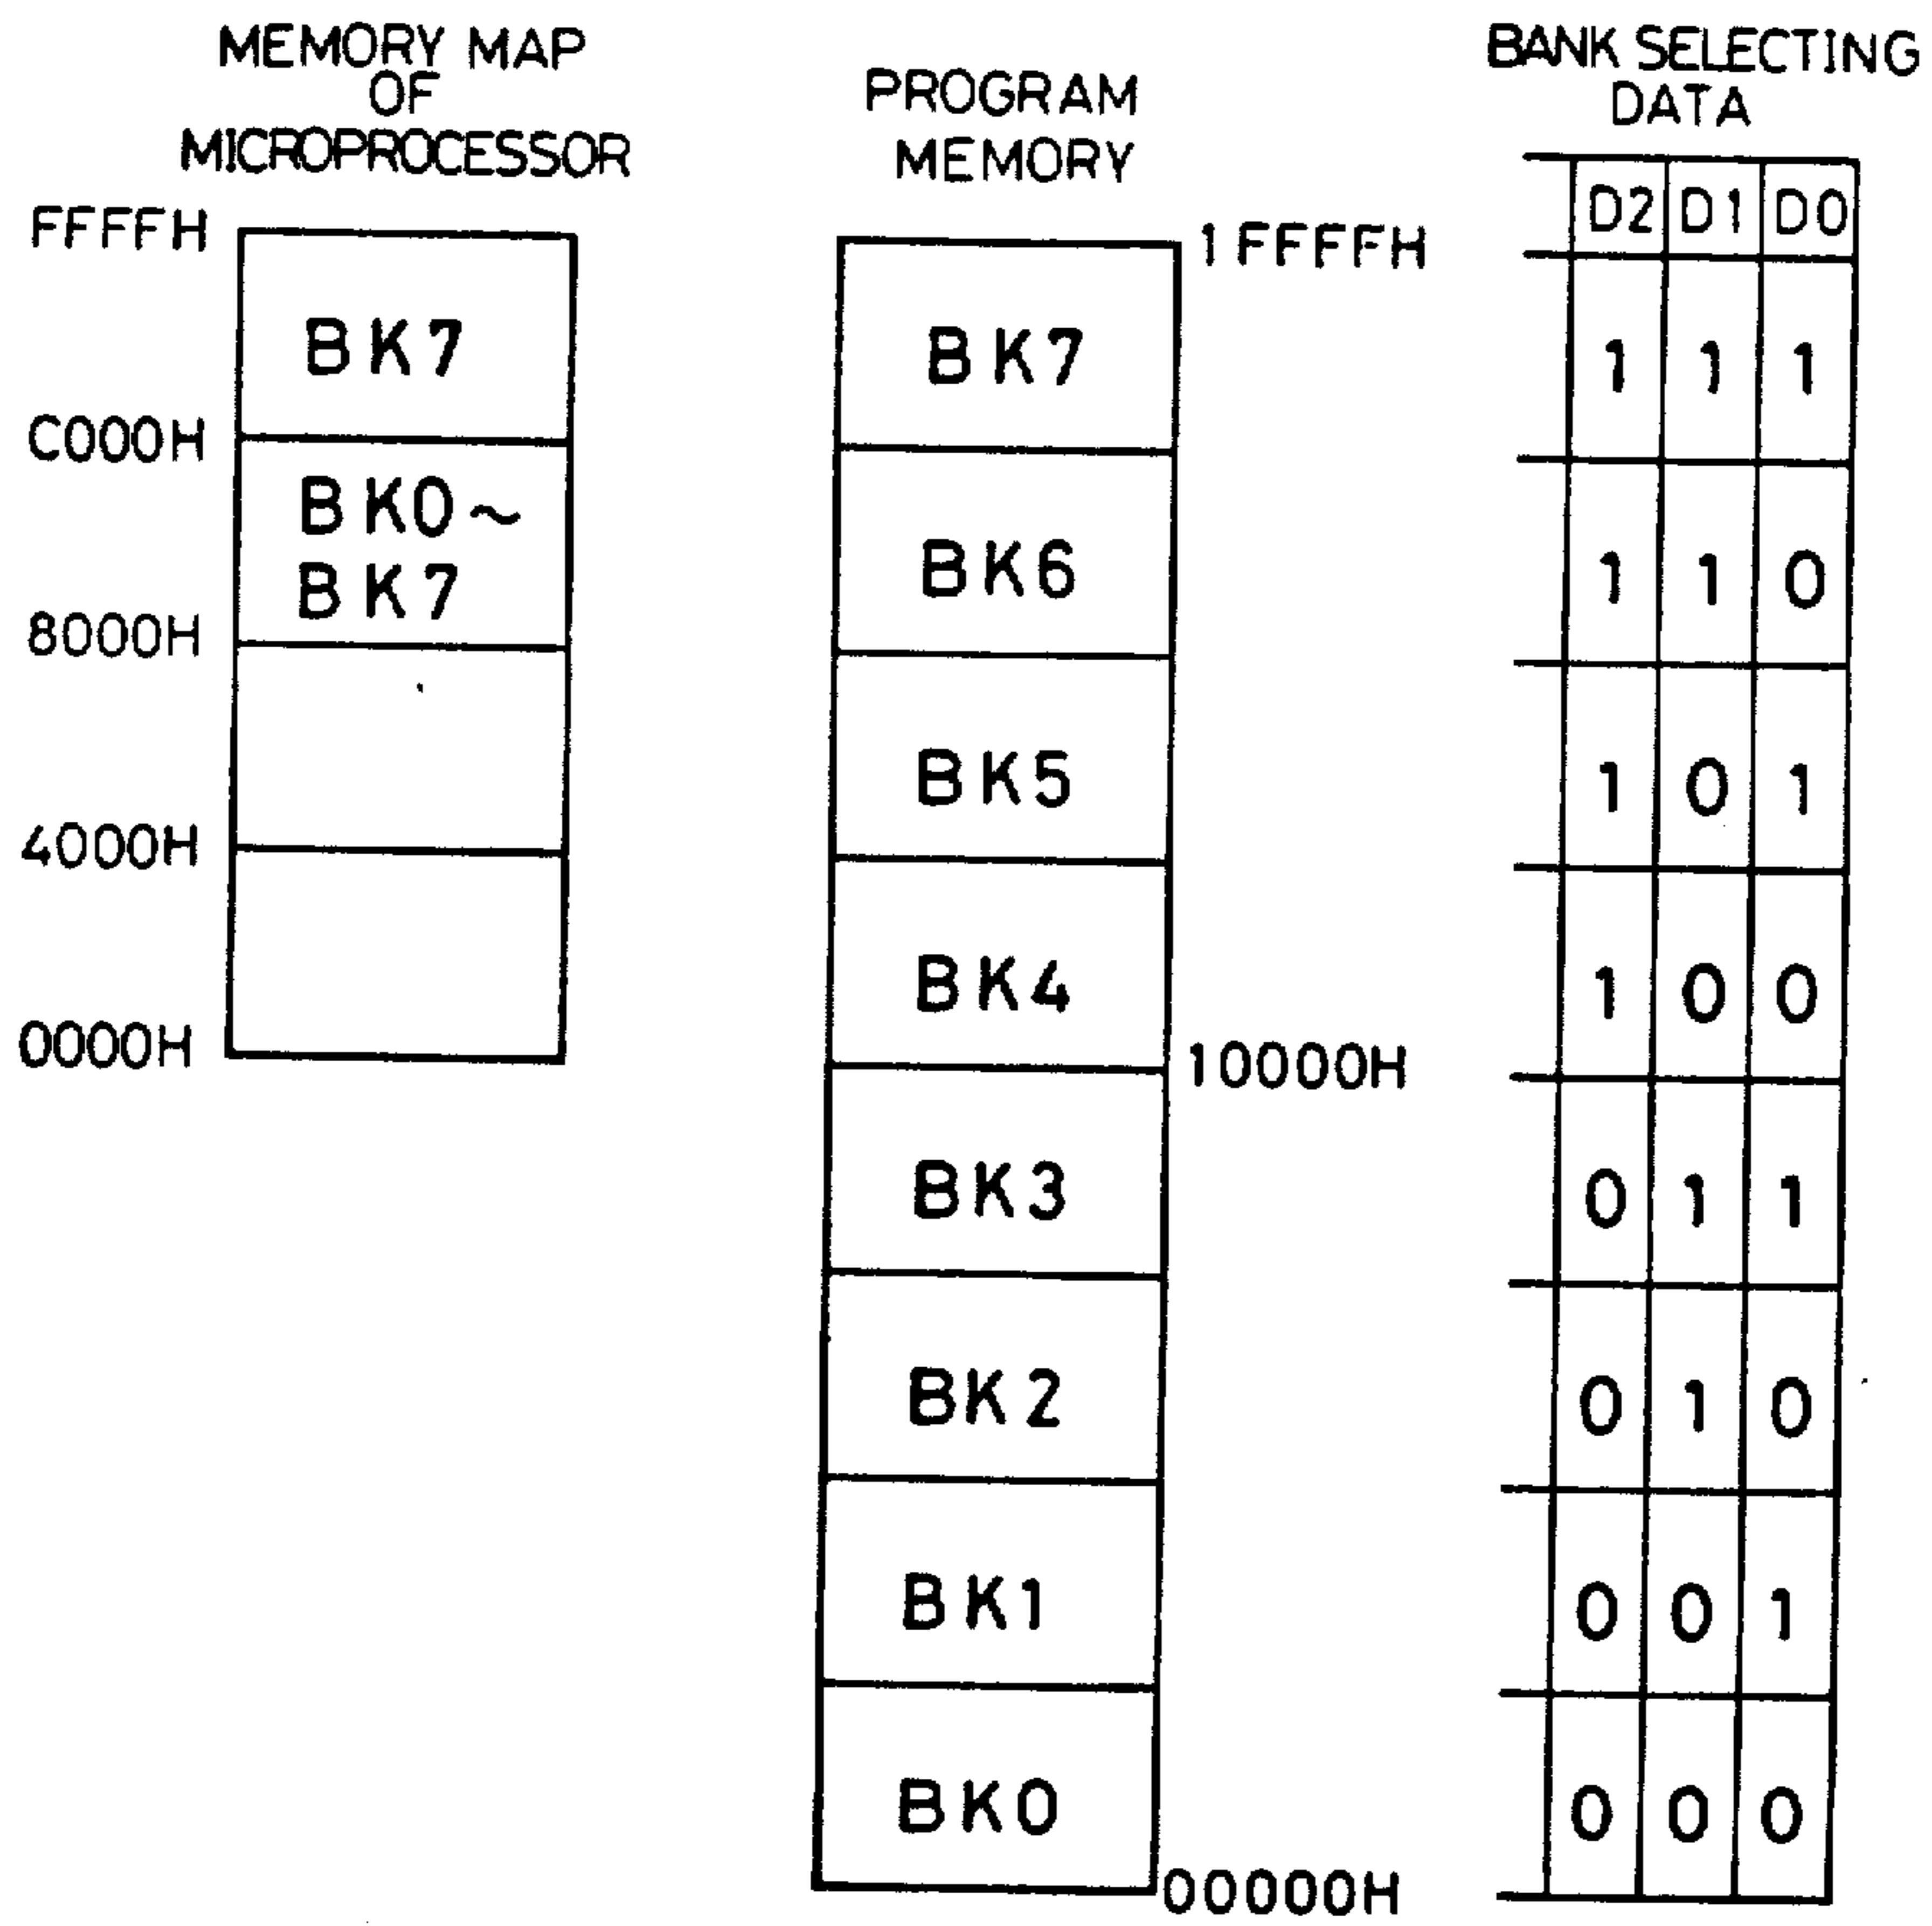 MEMORY MAP
OF
MICROPROCESSOR
FFFFH
BK7
C000H
BK0~
BK7
8000H
4000H
0000H
PROGRAM
MEMORY
1FFFFH
BK7
BK6
BK5
BK4
10000H
BK3
BK2
BK1
BK0
00000H
BANK SELECTING
DATA
D2 D1 D0
1 1 1
1 1 0
1 0 1
1 0 0
0 1 1
0 1 0
0 0 1
0 0 0